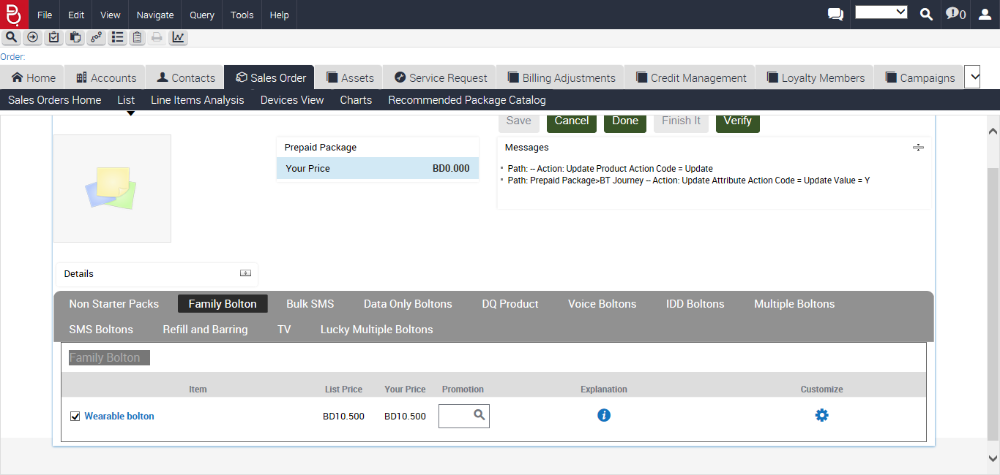 File Edit View Navigate Query Tools Help 0
Order:
Home Accounts Contacts Sales Order Assets Service Request Billing Adjustments Credit Management Loyalty Members Campaigns
Sales Orders Home List Line Items Analysis Devices View Charts Recommended Package Catalog
Save Cancel Done Finish It Verify
Prepaid Package
Your Price BD0.000
Messages
Path: -- Action: Update Product Action Code = Update
Path: Prepaid Package>BT Journey -- Action: Update Attribute Action Code = Update Value = Y
Details
Non Starter Packs Family Bolton Bulk SMS Data Only Boltons DQ Product Voice Boltons IDD Boltons Multiple Boltons
SMS Boltons Refill and Barring TV Lucky Multiple Boltons
Family Bolton
Item List Price Your Price Promotion Explanation Customize
Wearable bolton BD10.500 BD10.500